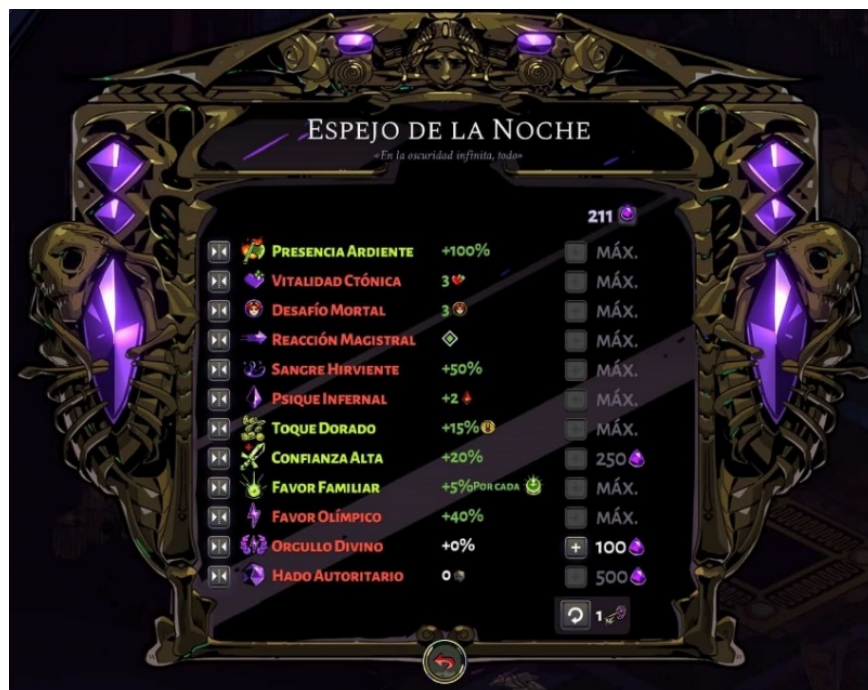 ESPEJO DE LA NOCHE
«En la oscuridad infinita, todo»
211
PRESENCIA ARDIENTE +100% MÁX.
VITALIDAD CTÓNICA 3 MÁX.
DESAFÍO MORTAL 3 MÁX.
REACCIÓN MAGISTRAL MÁX.
SANGRE HIRVIENTE +50% MÁX.
PSIQUE INFERNAL +2 MÁX.
TOQUE DORADO +15% MÁX.
CONFIANZA ALTA +20% 250
FAVOR FAMILIAR +5% POR CADA MÁX.
FAVOR OLÍMPICO +40% MÁX.
ORGULLO DIVINO +0% + 100
HADO AUTORITARIO 0 500
1